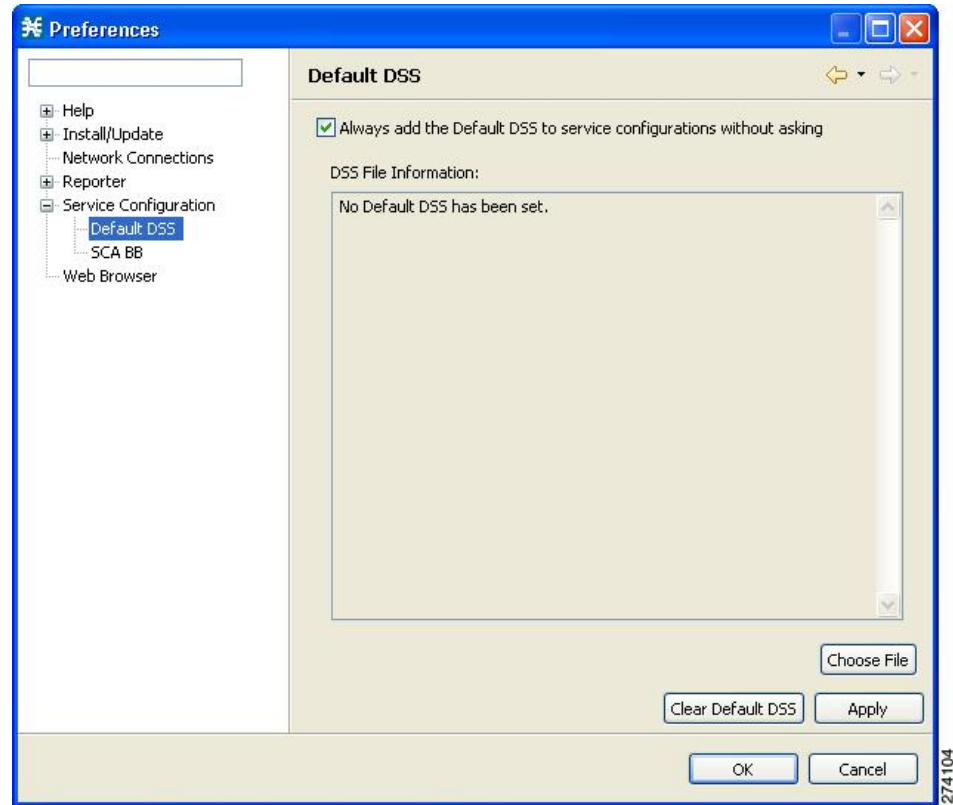 Preferences
Default DSS
Help
Install/Update
Network Connections
Reporter
Service Configuration
Default DSS
SCA BB
Web Browser
Always add the Default DSS to service configurations without asking
DSS File Information:
No Default DSS has been set.
Choose File
Clear Default DSS
Apply
OK
Cancel
274104